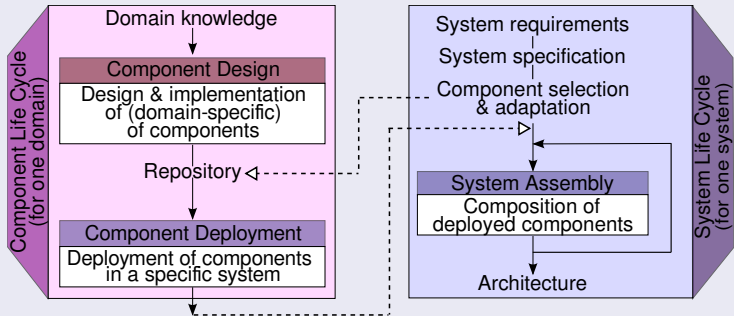 Component Life Cycle
(for one domain)
Domain knowledge
Component Design
Design & implementation
of (domain-specific)
of components
Repository
Component Deployment
Deployment of components
in a specific system
System requirements
System specification
Component selection
& adaptation
System Assembly
Composition of
deployed components
Architecture
System Life Cycle
(for one system)